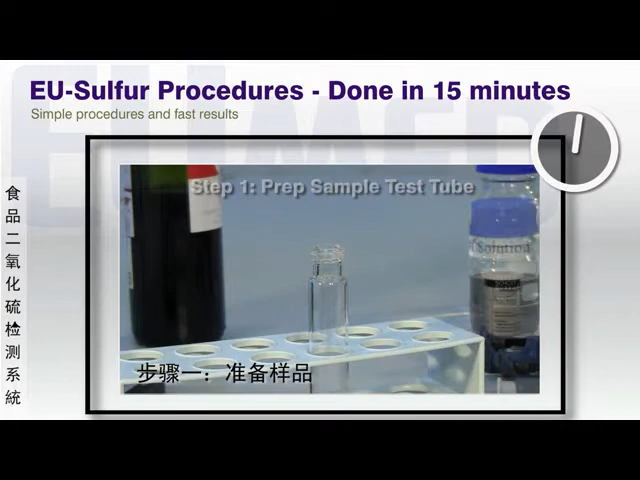 EU-Sulfur Procedures - Done in 15 minutes
Simple procedures and fast results
Step 1: Prep Sample Test Tube
Solution
食品二氧化硫检测系統
步骤一：准备样品